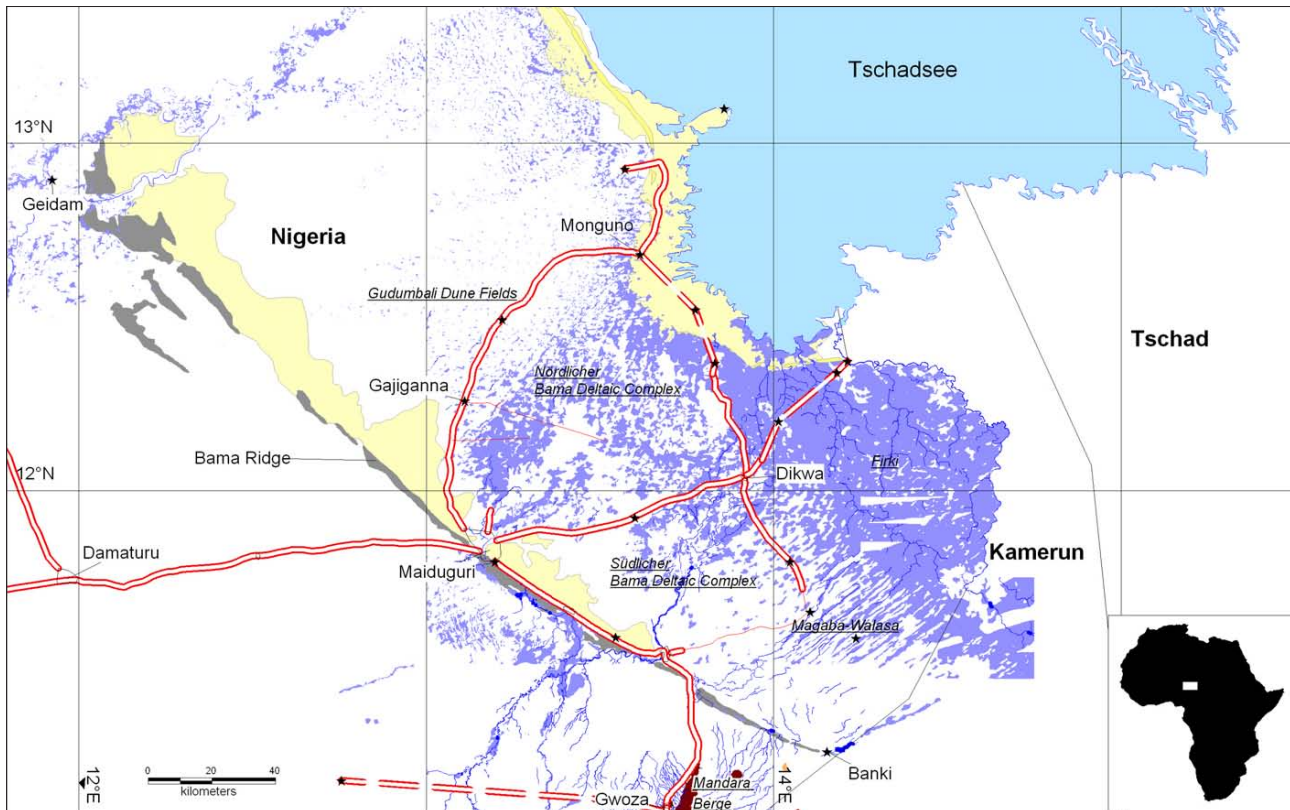 Tschadsee
13°N
Geidam
Nigeria
Monguno
Gudumbali Dune Fields
Tschad
Nördlicher
Bama Deltaic Complex
Gajiganna
Bama Ridge
Firki
12°N
Dikwa
Damaturu
Maiduguri
Südlicher
Bama Deltaic Complex
Kamerun
Magaba-Walasa
Banki
0 20 40
kilometers
12°E
14°E
Gwoza
Mandara
Berge